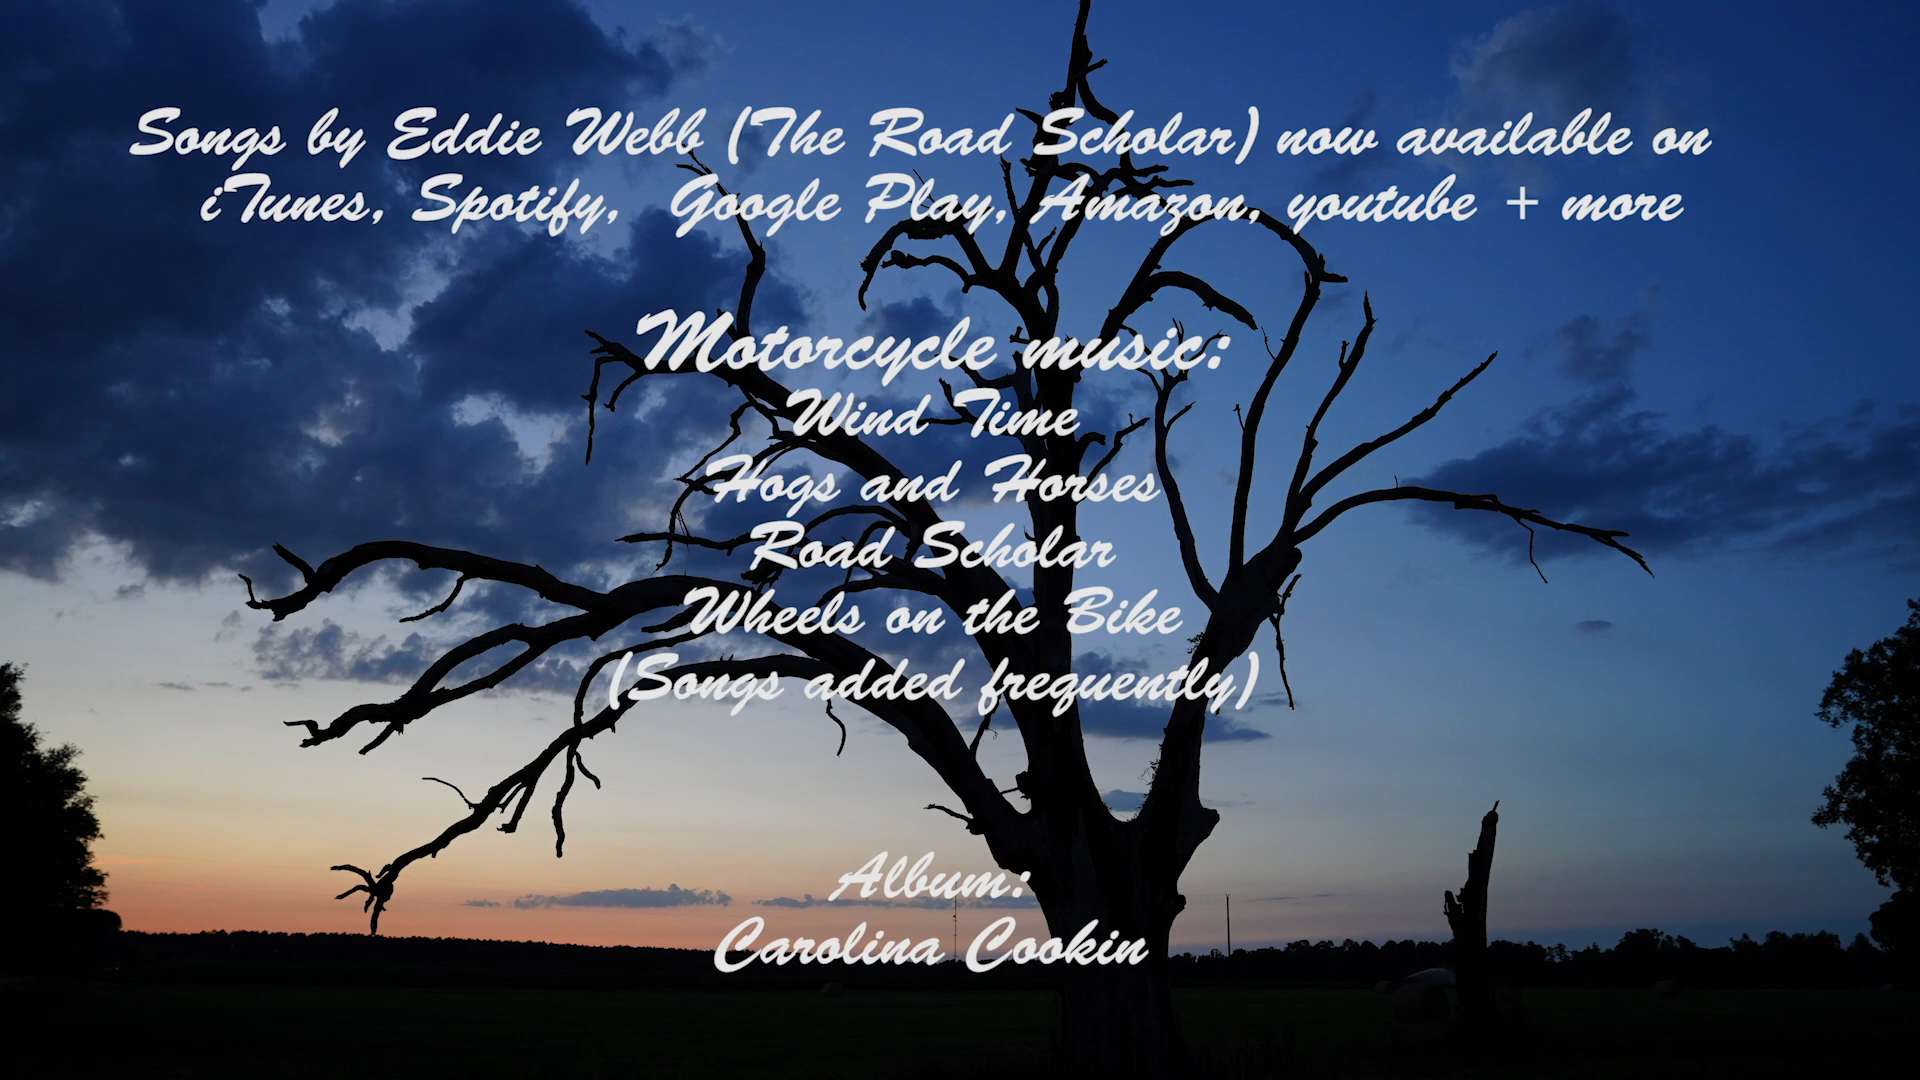 Songs by Eddie Webb (The Road Scholar) now available on
iTunes, Spotify, Google Play, Amazon, youtube + more
Motorcycle music:
Wind Time
Hogs and Horses
Road Scholar
Wheels on the Bike
(Songs added frequently)
Album:
Carolina Cookin